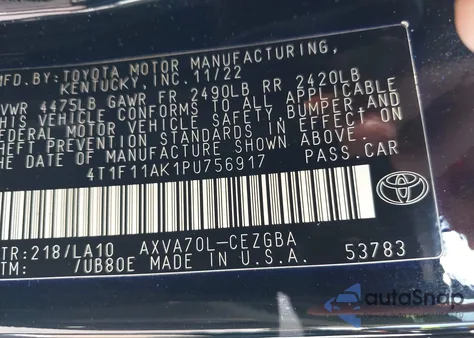 MFD.BY:TOYOTA MOTOR MANUFACTURING,
KENTUCKY, INC. 11/22
GVWR 4475LB GAWR FR 2490LB RR 2420LB
THIS VEHICLE CONFORMS TO ALL APPLICABLE
FEDERAL MOTOR VEHICLE SAFETY, BUMPER, AND
THEFT PREVENTION STANDARDS IN EFFECT ON
THE DATE OF MANUFACTURE SHOWN ABOVE.
4T1F11AK1PU756917 PASS.CAR
TR:218/LA10 AXVA70L-CEZGBA
TM: /UB80E MADE IN U.S.A. 53783
autoSnap